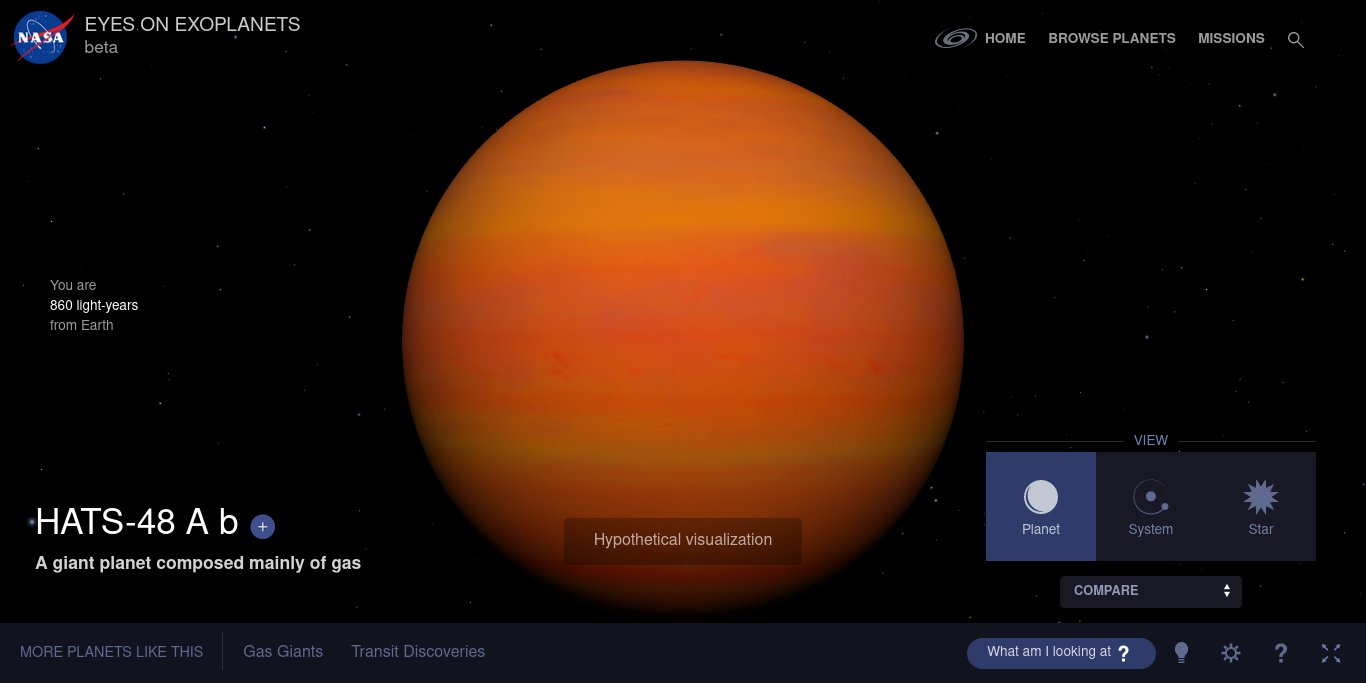 NASA
EYES ON EXOPLANETS
beta
HOME
BROWSE PLANETS
MISSIONS
You are
860 light-years
from Earth
HATS-48 A b +
A giant planet composed mainly of gas
Hypothetical visualization
VIEW
Planet
System
Star
COMPARE
MORE PLANETS LIKE THIS
Gas Giants
Transit Discoveries
What am I looking at ?
?